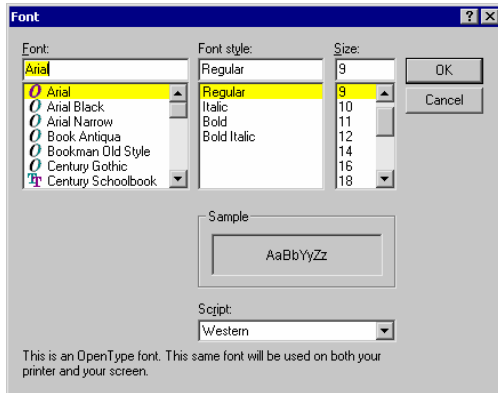 Font
Font: Font style: Size:
Arial Regular 9 OK
Arial Regular 9 Cancel
Arial Black Italic 10
Arial Narrow Bold 11
Book Antiqua Bold Italic 12
Bookman Old Style 14
Century Gothic 16
Century Schoolbook 18
Sample
AaBbYyZz
Script:
Western
This is an OpenType font. This same font will be used on both your
printer and your screen.